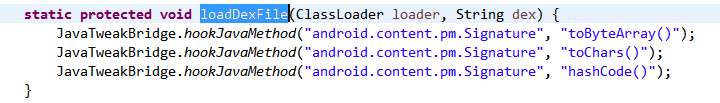 static protected void loadDexFile(ClassLoader loader, String dex) {
JavaTweakBridge.hookJavaMethod("android.content.pm.Signature", "toByteArray()");
JavaTweakBridge.hookJavaMethod("android.content.pm.Signature", "toChars()");
JavaTweakBridge.hookJavaMethod("android.content.pm.Signature", "hashCode()");
}